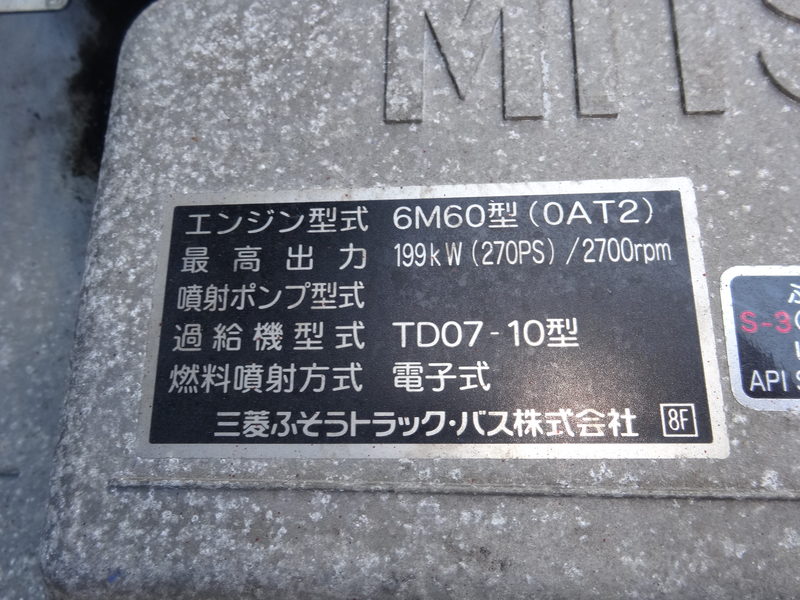 MITS
エンジン型式 6M60型(0AT2)
最高出力 199kW(270PS)/2700rpm
噴射ポンプ型式
過給機型式 TD07-10型
燃料噴射方式 電子式
三菱ふそうトラック・バス株式会社 8F
ふ
S-3
API S